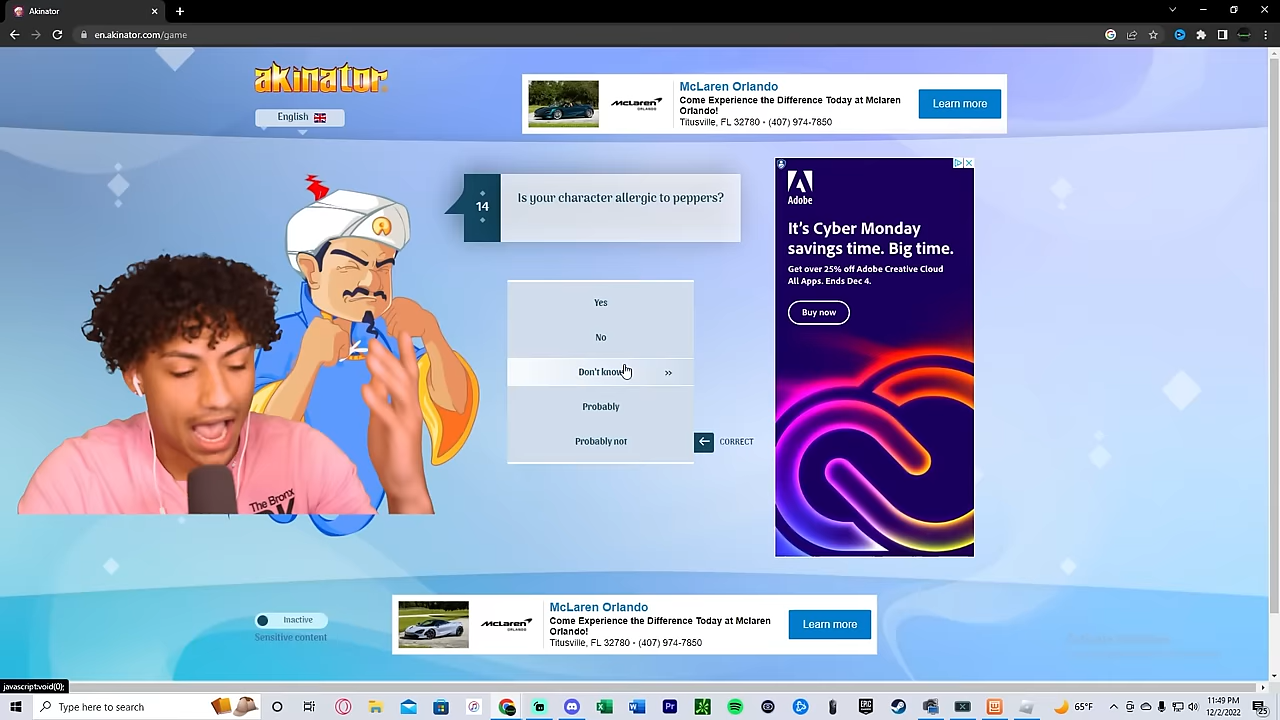 Akinator
en.akinator.com/game
akinator
English
McLaren Orlando
Come Experience the Difference Today at Mclaren
Orlando!
Titusville, FL 32780 • (407) 974-7850
McLaren
Learn more
14
Is your character allergic to peppers?
Yes
No
Don't know
Probably
Probably not
CORRECT
Adobe
It's Cyber Monday
savings time. Big time.
Get over 25% off Adobe Creative Cloud
All Apps. Ends Dec 4.
Buy now
The Bronx
McLaren Orlando
Come Experience the Difference Today at Mclaren
Orlando!
Titusville, FL 32780 • (407) 974-7850
McLaren
Learn more
Inactive
Sensitive content
javascript:void(0);
Type here to search
65°F
11:49 PM
12/2/2022